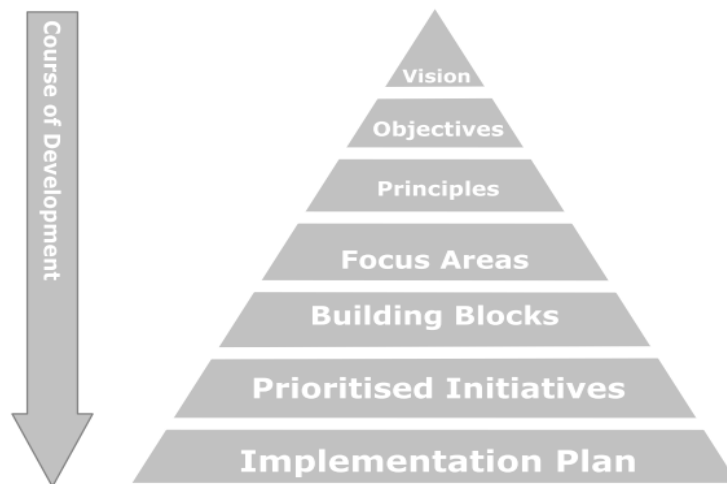 Course of Development
Vision
Objectives
Principles
Focus Areas
Building Blocks
Prioritised Initiatives
Implementation Plan